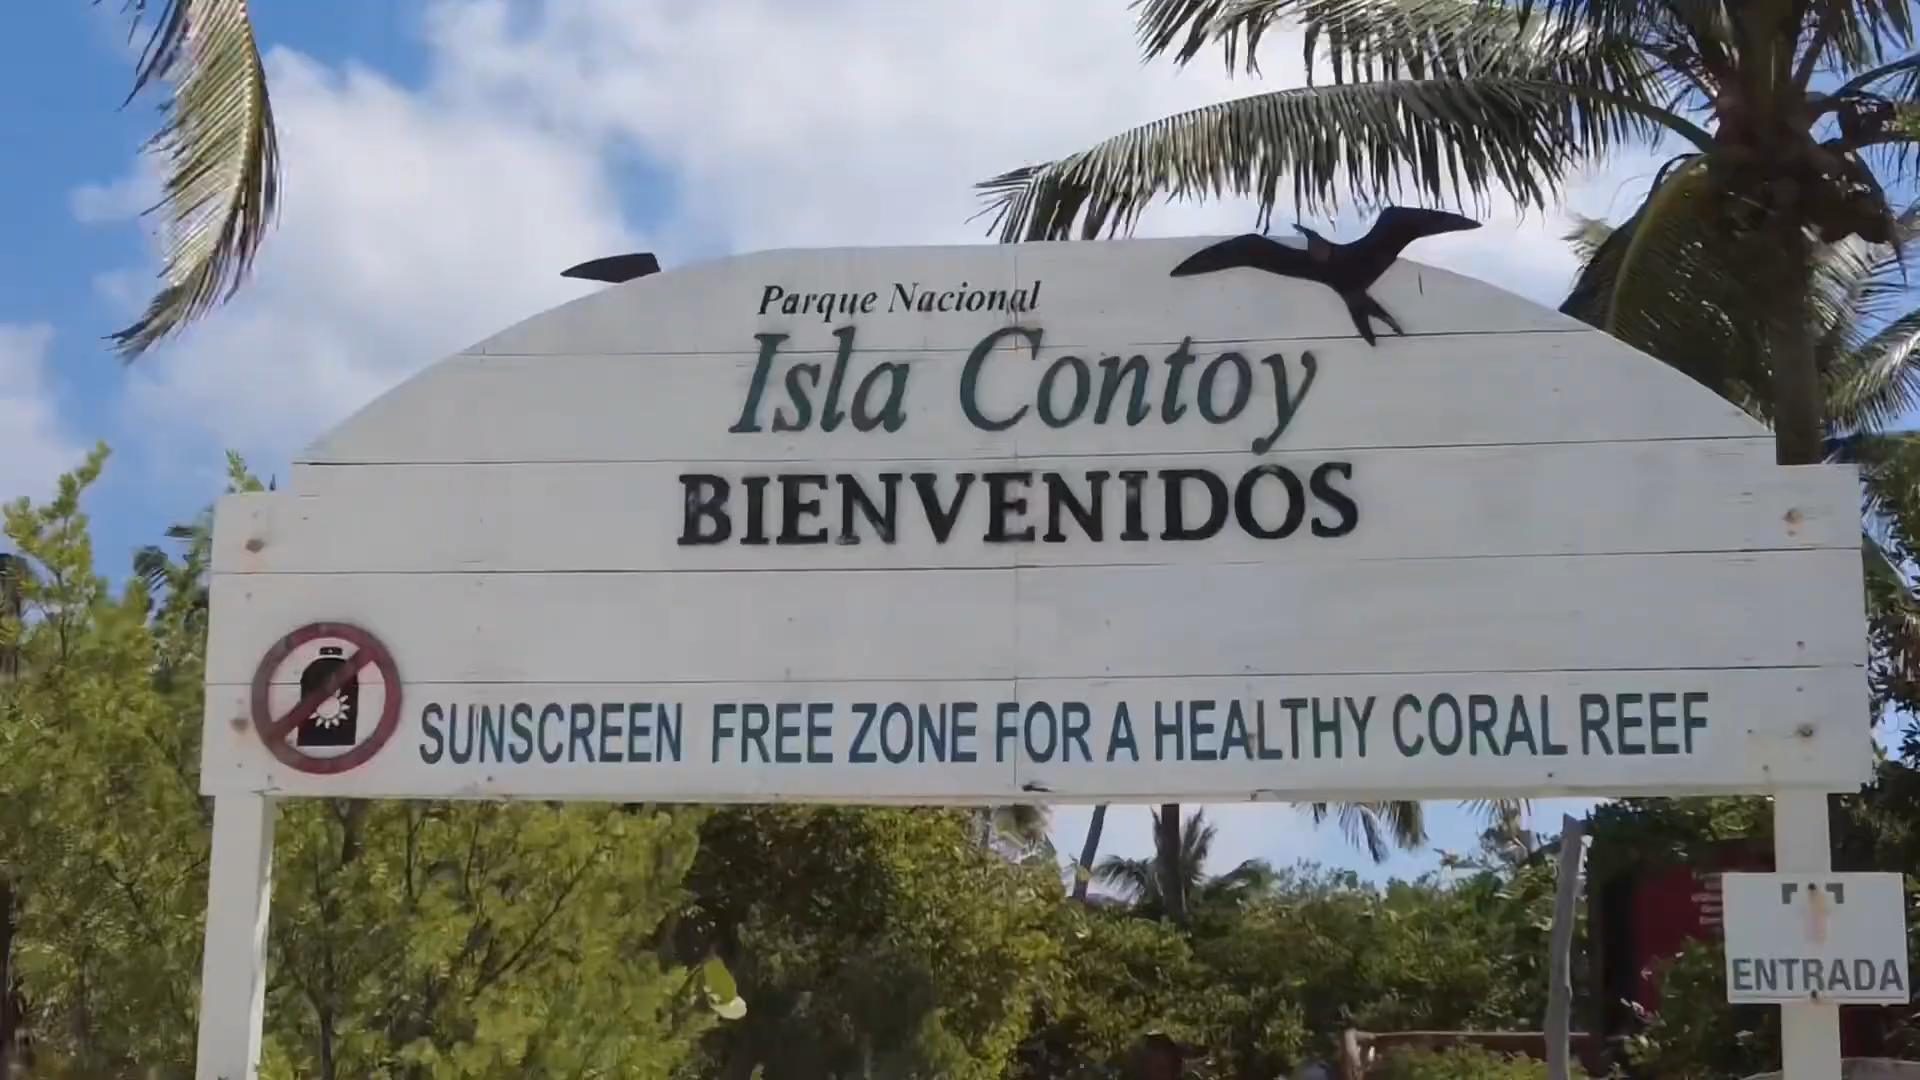 Parque Nacional
Isla Contoy
BIENVENIDOS
SUNSCREEN FREE ZONE FOR A HEALTHY CORAL REEF
ENTRADA